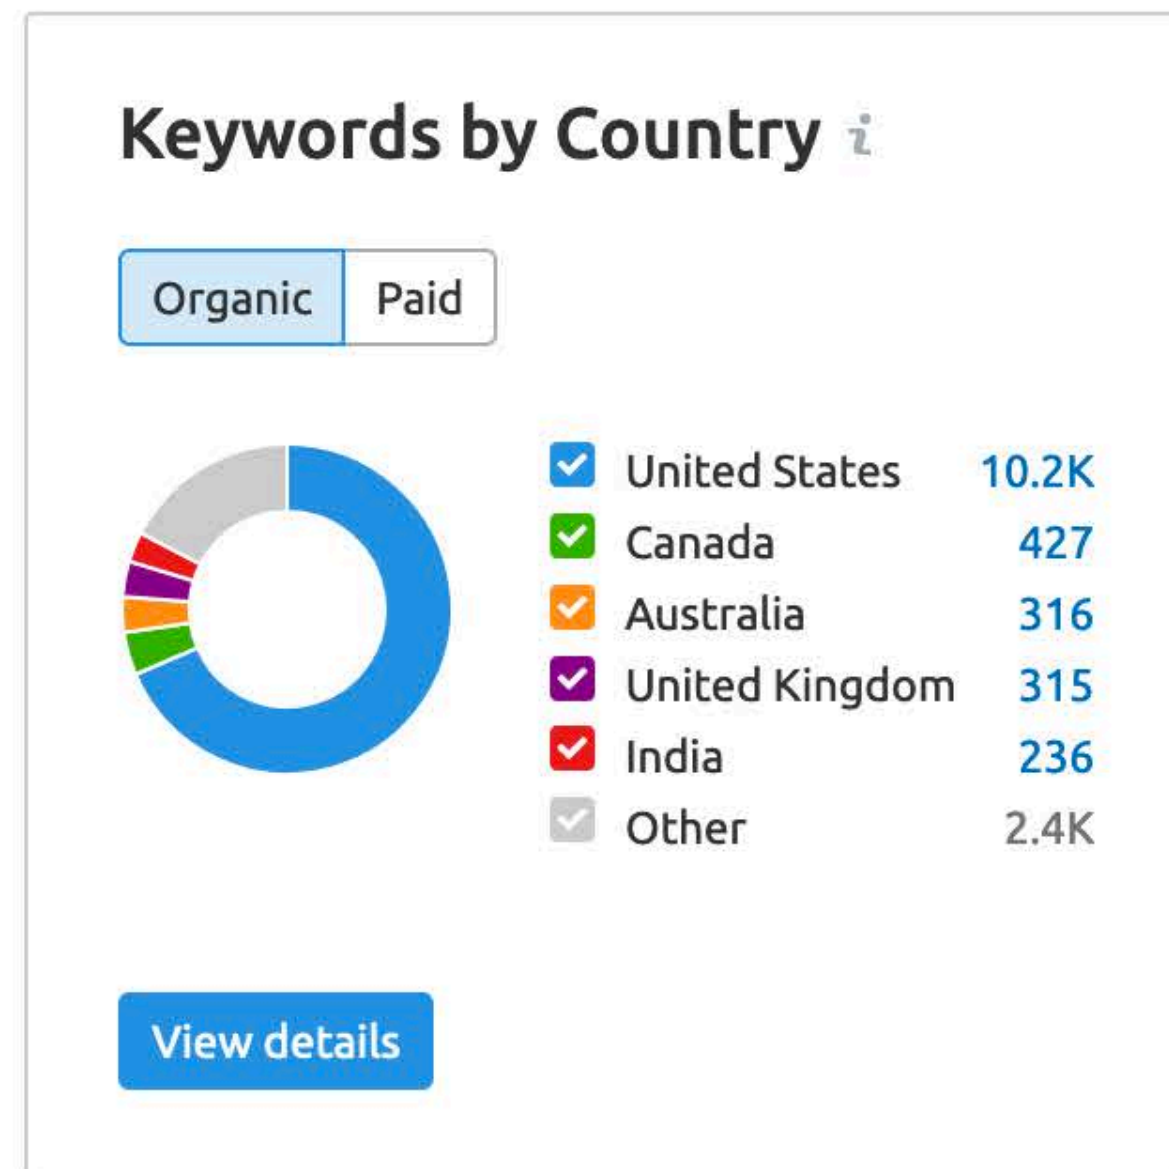 Keywords by Country i
Organic Paid
United States 10.2K
Canada 427
Australia 316
United Kingdom 315
India 236
Other 2.4K
View details